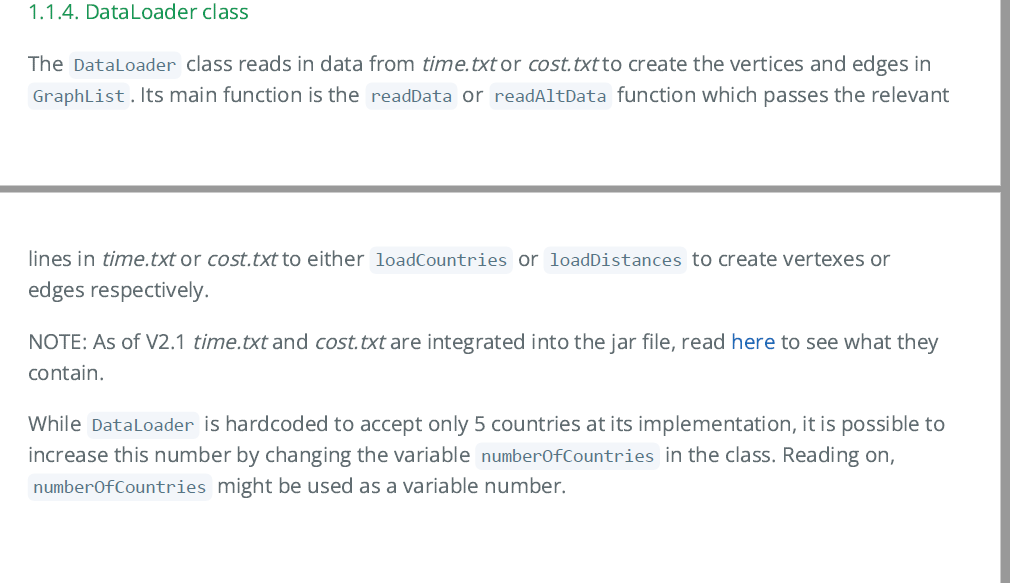 1.1.4. DataLoader class
The DataLoader class reads in data from time.txt or cost.txt to create the vertices and edges in
GraphList. Its main function is the readData or readAltData function which passes the relevant
lines in time.txt or cost.txt to either loadCountries or loadDistances to create vertexes or
edges respectively.
NOTE: As of V2.1 time.txt and cost.txt are integrated into the jar file, read here to see what they
contain.
While DataLoader is hardcoded to accept only 5 countries at its implementation, it is possible to
increase this number by changing the variable numberOfCountries in the class. Reading on,
numberOfCountries might be used as a variable number.